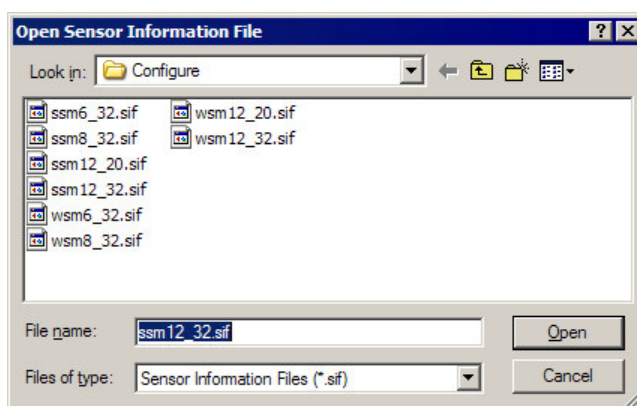 Open Sensor Information File
Look in: Configure
ssm6_32.sif
ssm8_32.sif
ssm12_20.sif
ssm12_32.sif
wsm6_32.sif
wsm8_32.sif
wsm12_20.sif
wsm12_32.sif
File name: ssm12_32.sif Open
Files of type: Sensor Information Files (*.sif) Cancel